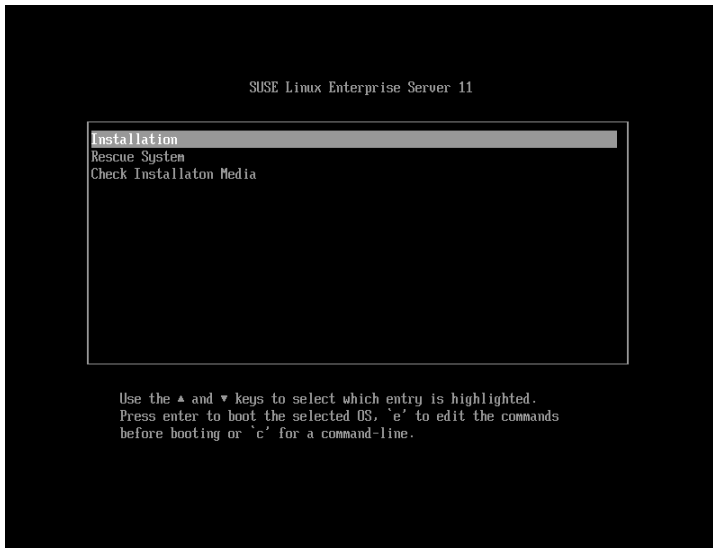 SUSE Linux Enterprise Server 11
Installation
Rescue System
Check Installaton Media
Use the ▲ and ▼ keys to select which entry is highlighted.
Press enter to boot the selected OS, `e' to edit the commands
before booting or `c' for a command-line.